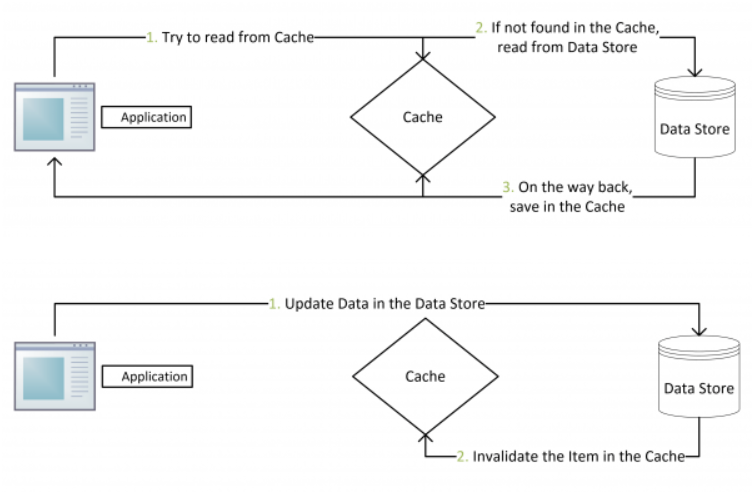 1. Try to read from Cache
2. If not found in the Cache,
read from Data Store
Application
Cache
Data Store
3. On the way back,
save in the Cache
1. Update Data in the Data Store
Application
Cache
Data Store
2. Invalidate the Item in the Cache